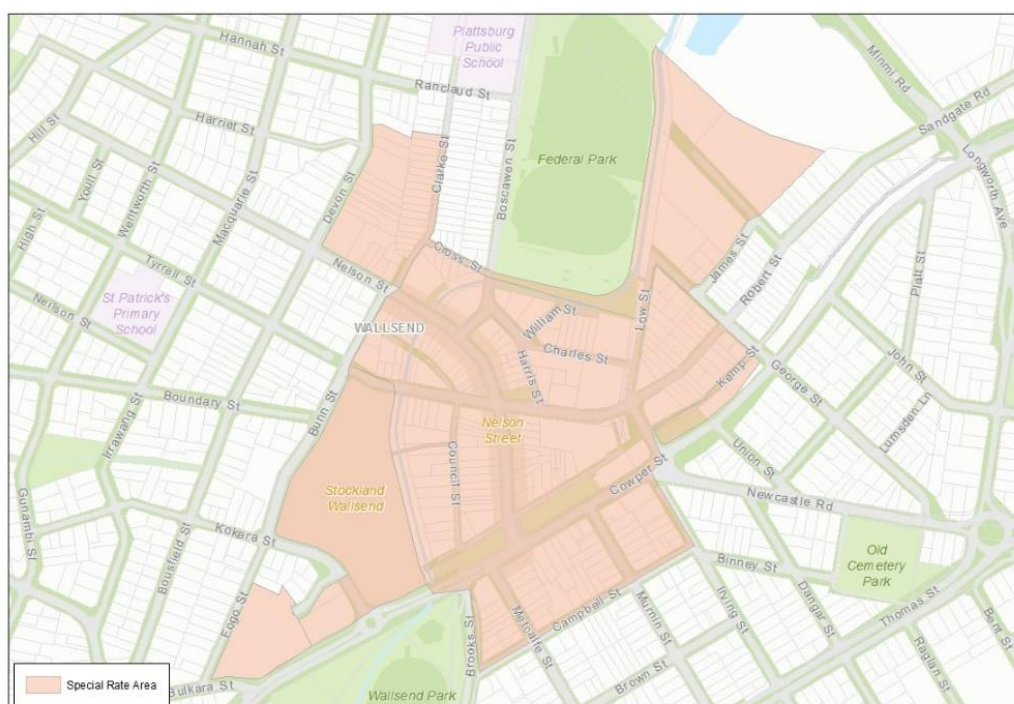 Hannah St
Plattsburg
Public
School
Ranclaud St
Minmi Rd
Sandgate Rd
Hill St
Harriet St
Youll St
Wentworth St
Macquarie St
Devon St
Clarke St
Boscawen St
Federal Park
Longworth Ave
High St
Tyrrell St
Nelson St
Cross St
James St
Robert St
Platt St
St Patrick's
Primary
School
Neilson St
WALLSEND
William St
Low St
Charles St
Harris St
Kemp St
George St
John St
Lumsden Ln
Boundary St
Irrawang St
Bunn St
Nelson
Street
Council St
Union St
Cowper St
Newcastle Rd
Stockland
Wallsend
Gunambi St
Kokera St
Bousfield St
Old
Cemetery
Park
Binney St
Thomas St
Eogo St
Brooks St
Metcalfe St
Campbell St
Murnin St
Irving St
Dangar St
Raglan St
Bent St
Brown St
Special Rate Area
Bulkara St
Wallsend Park